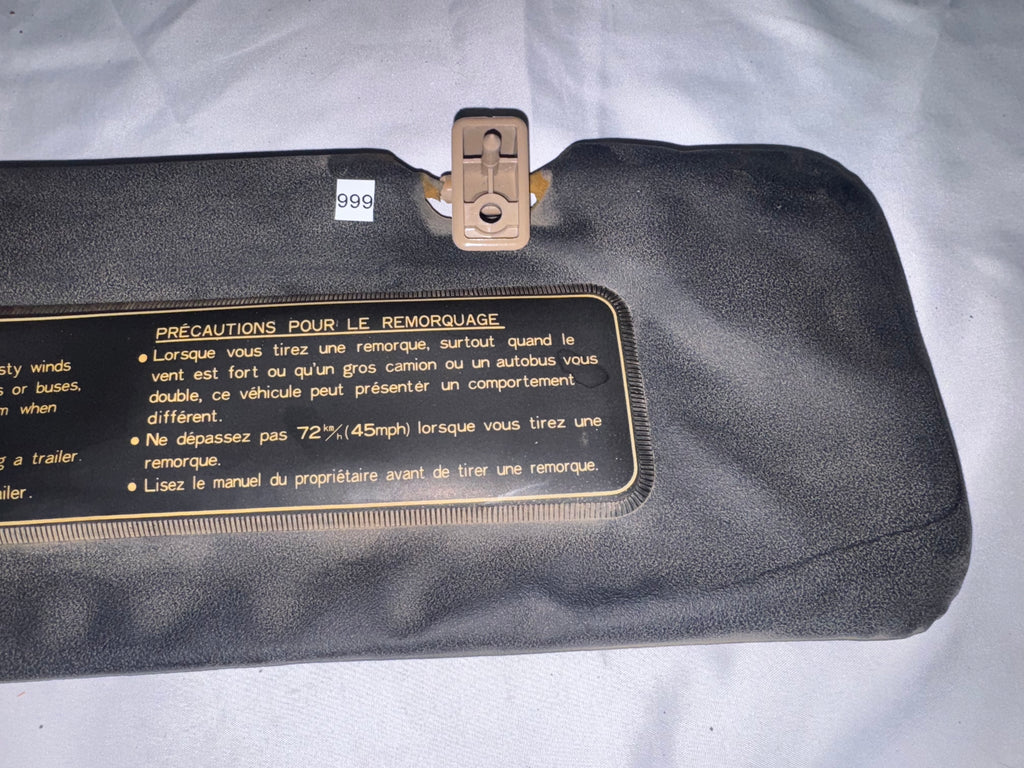 999
PRÉCAUTIONS POUR LE REMORQUAGE
• Lorsque vous tirez une remorque, surtout quand le
vent est fort ou qu'un gros camion ou un autobus vous
double, ce véhicule peut présenter un comportement
différent.
• Ne dépassez pas 72 km/h (45mph) lorsque vous tirez une
remorque.
• Lisez le manuel du propriétaire avant de tirer une remorque.
sty winds
s or buses,
m when
g a trailer.
iler.